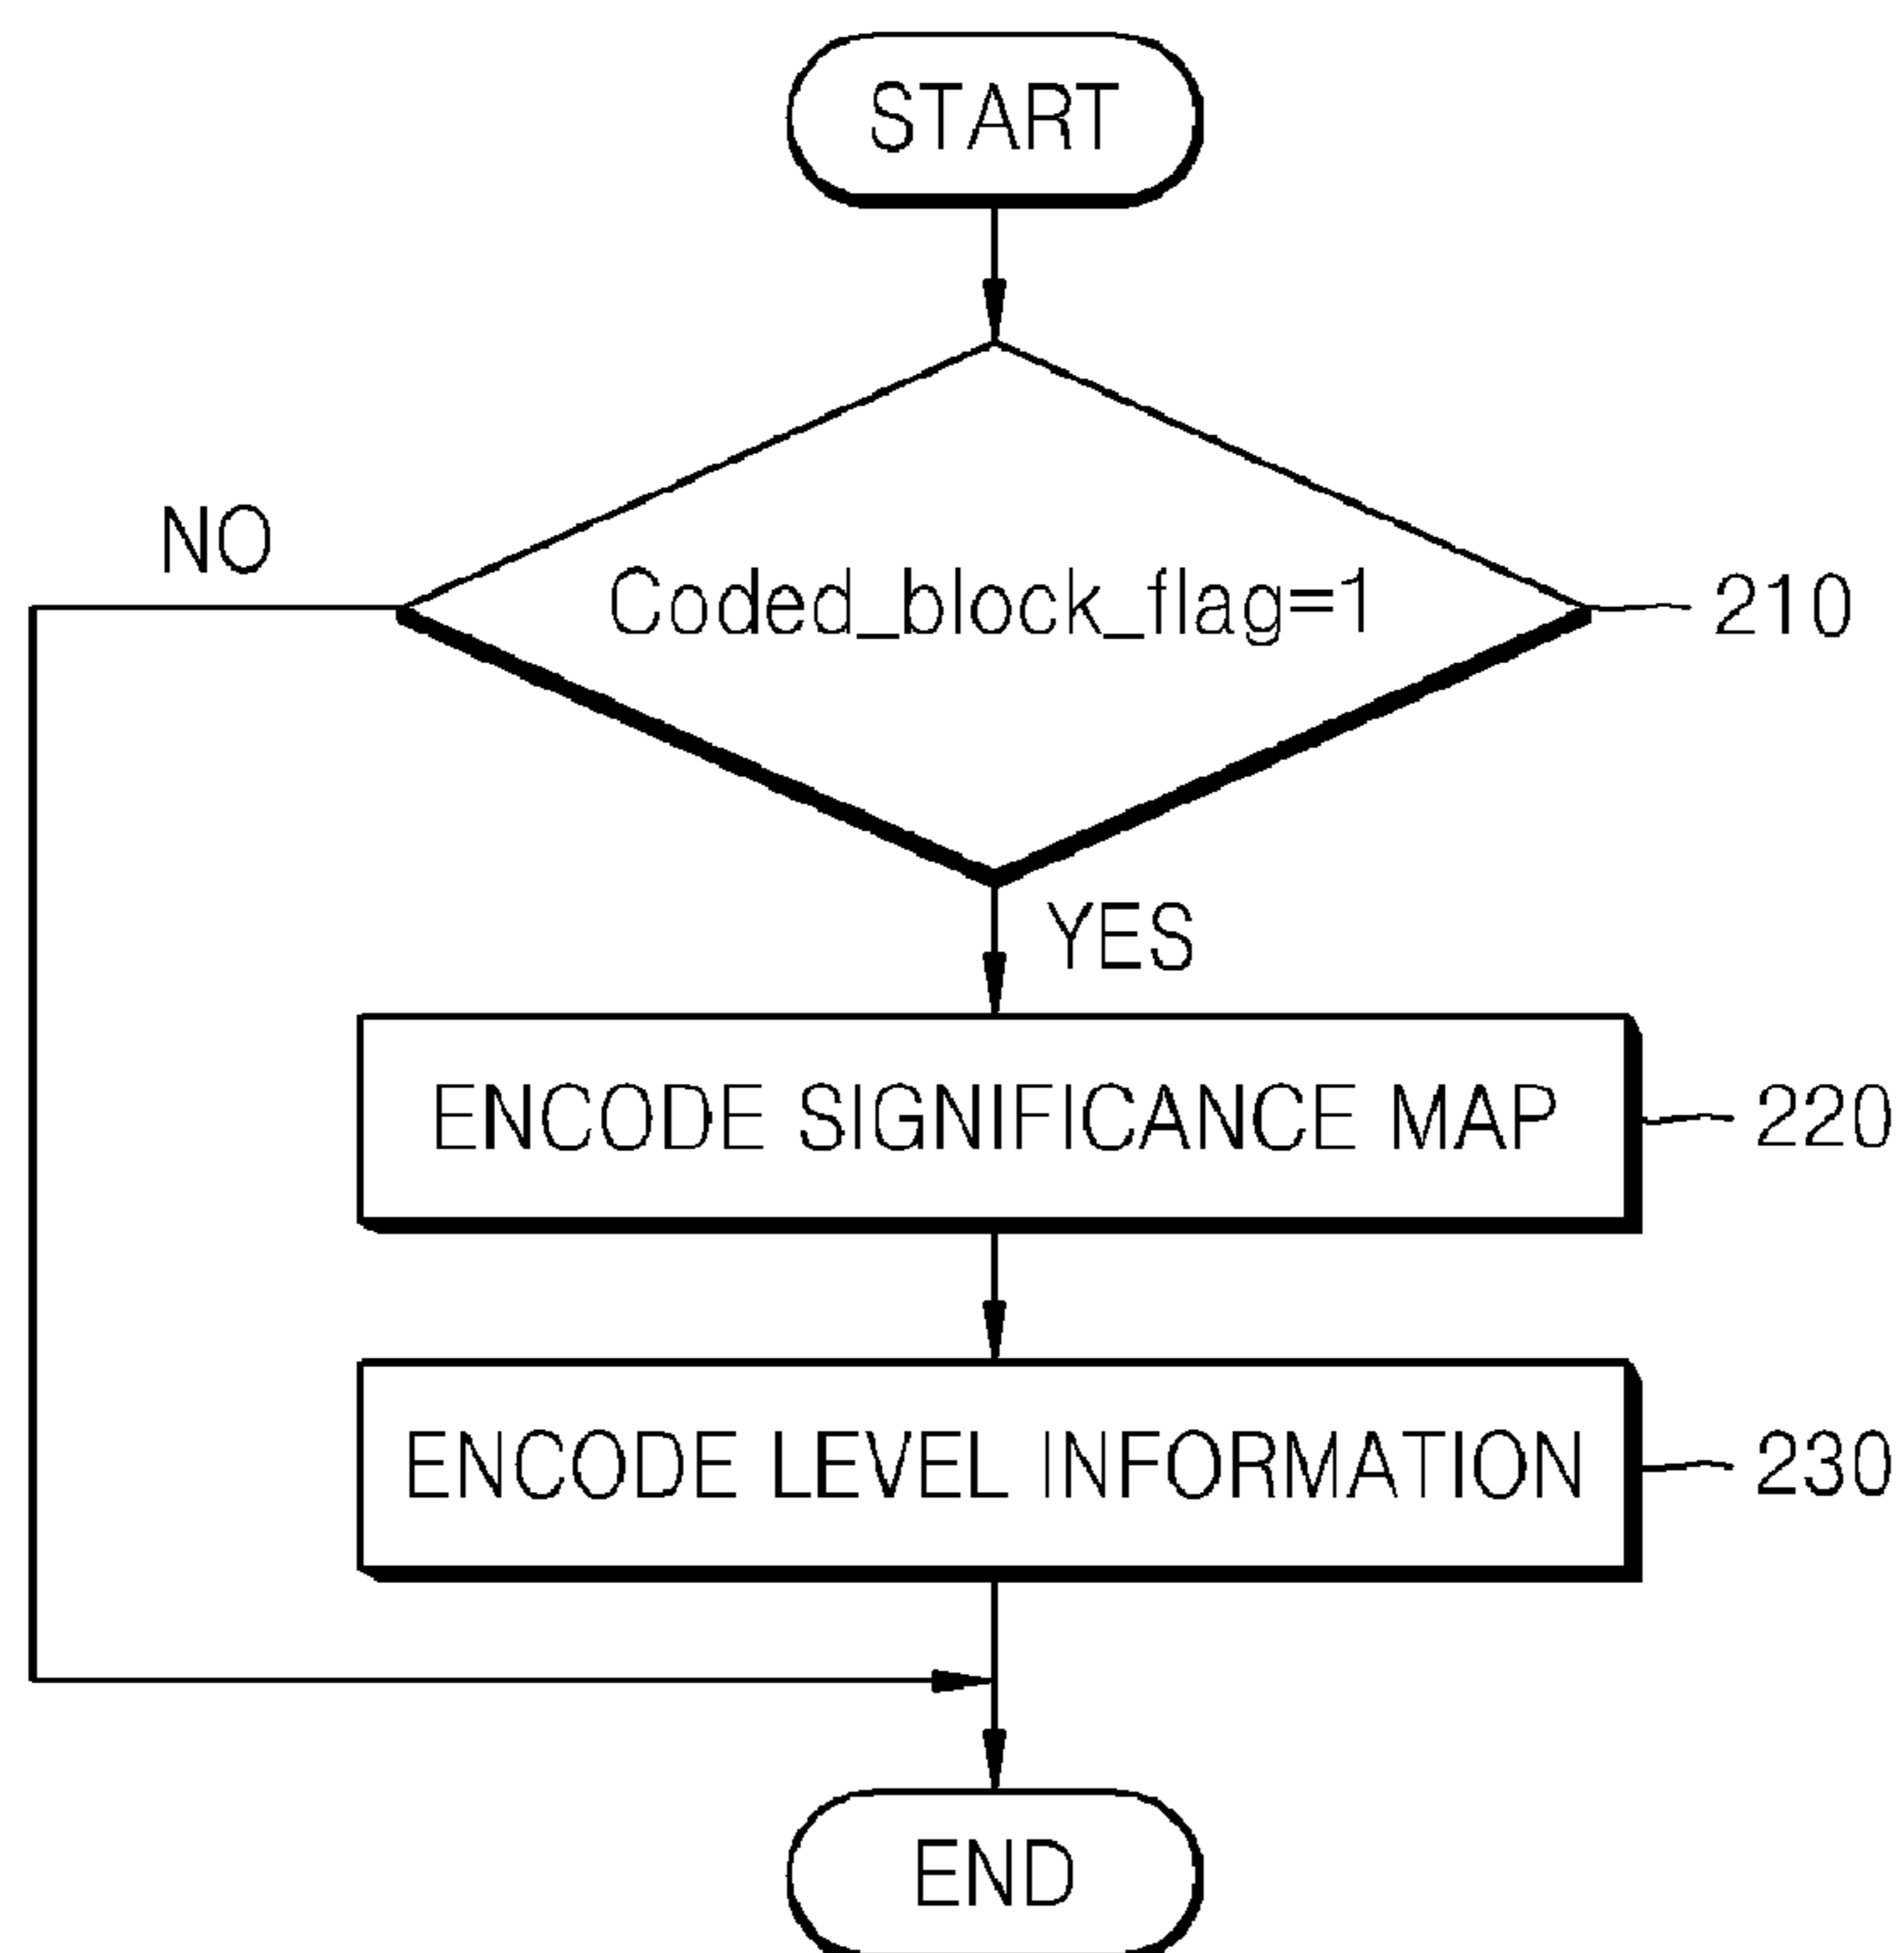 START
NO
Coded_block_flag=1
210
YES
ENCODE SIGNIFICANCE MAP
220
ENCODE LEVEL INFORMATION
230
END